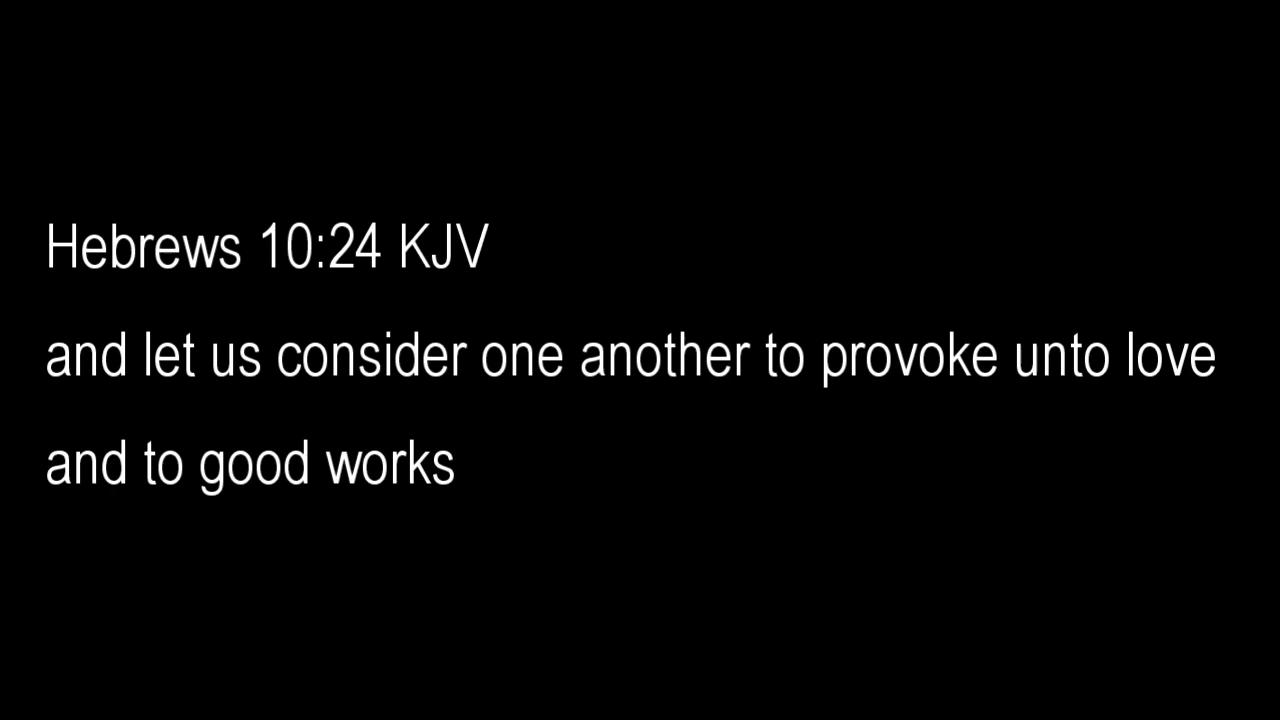 Hebrews 10:24 KJV
and let us consider one another to provoke unto love
and to good works